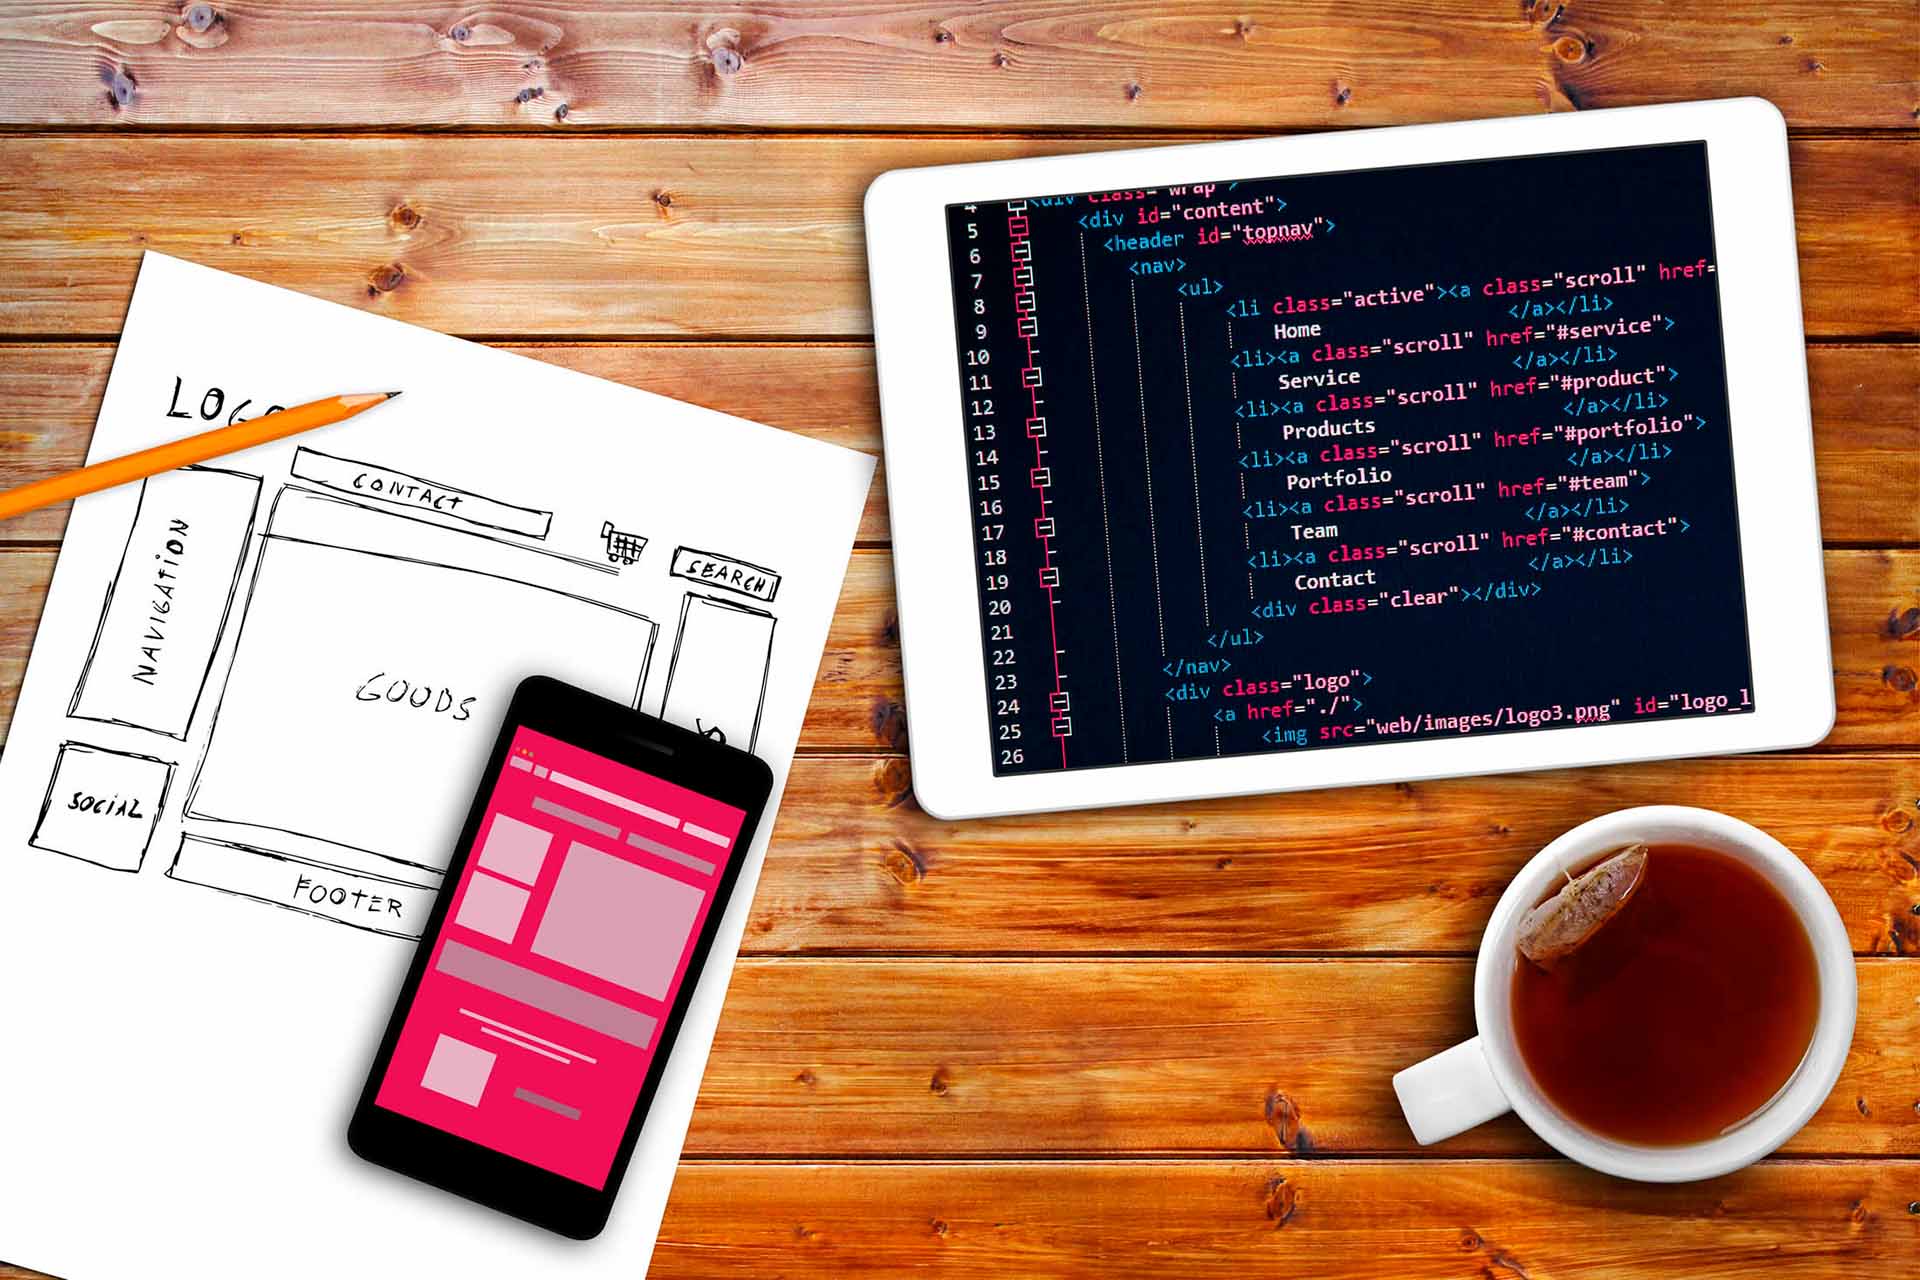 LOGO
CONTACT
NAVIGATION
SEARCH
GOODS
SOCIAL
FOOTER
4 <div class="wrap">
5 <div id="content">
6 <header id="topnav">
7 <nav>
8 <ul>
9 <li class="active"><a class="scroll" href=
10 Home </a></li>
11 <li><a class="scroll" href="#service">
12 Service </a></li>
13 <li><a class="scroll" href="#product">
14 Products </a></li>
15 <li><a class="scroll" href="#portfolio">
16 Portfolio </a></li>
17 <li><a class="scroll" href="#team">
18 Team </a></li>
19 <li><a class="scroll" href="#contact">
20 Contact </a></li>
21 <div class="clear"></div>
22 </ul>
23 </nav>
24 <div class="logo">
25 <a href="./">
26 <img src="web/images/logo3.png" id="logo_l